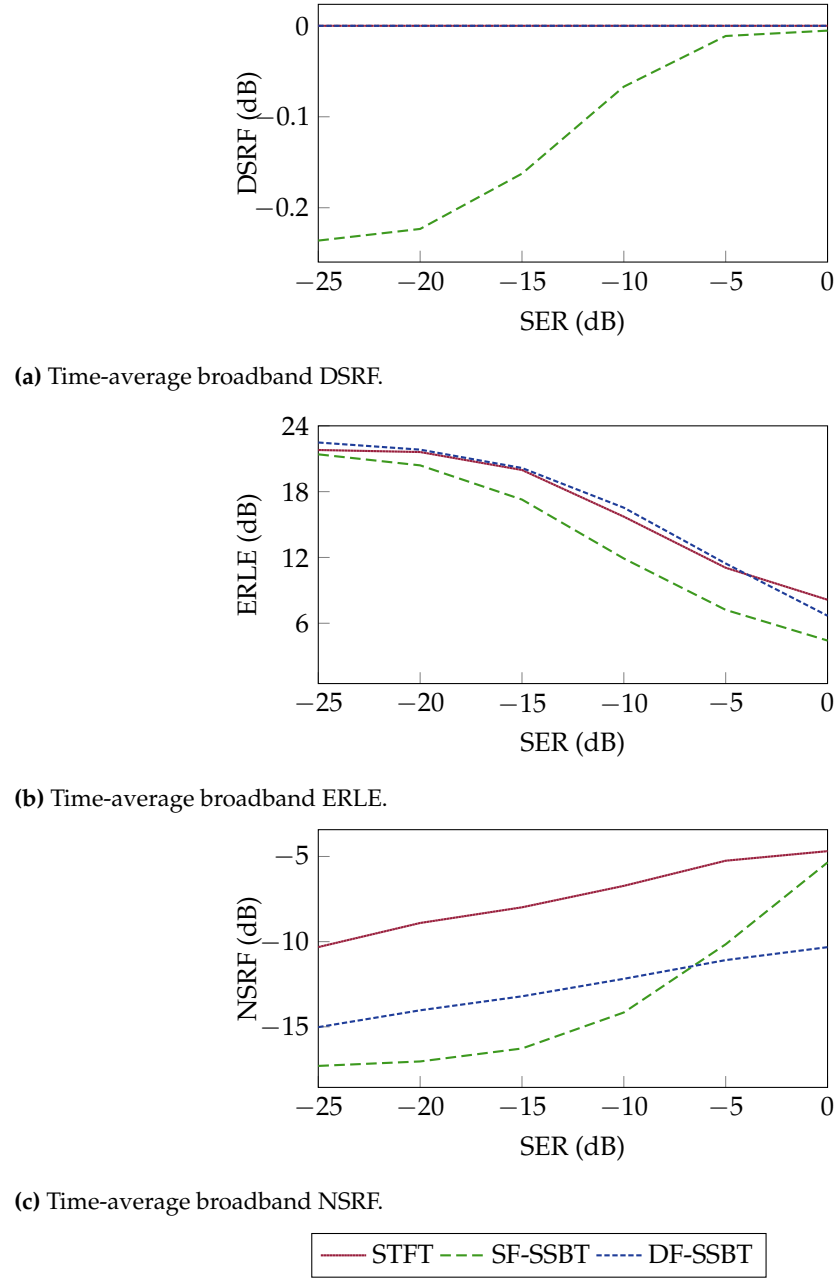 0
−0.1
−0.2
DSRF (dB)
−25 −20 −15 −10 −5 0
SER (dB)
(a) Time-average broadband DSRF.
24
18
12
6
ERLE (dB)
−25 −20 −15 −10 −5 0
SER (dB)
(b) Time-average broadband ERLE.
−5
−10
−15
NSRF (dB)
−25 −20 −15 −10 −5 0
SER (dB)
(c) Time-average broadband NSRF.
STFT SF-SSBT DF-SSBT